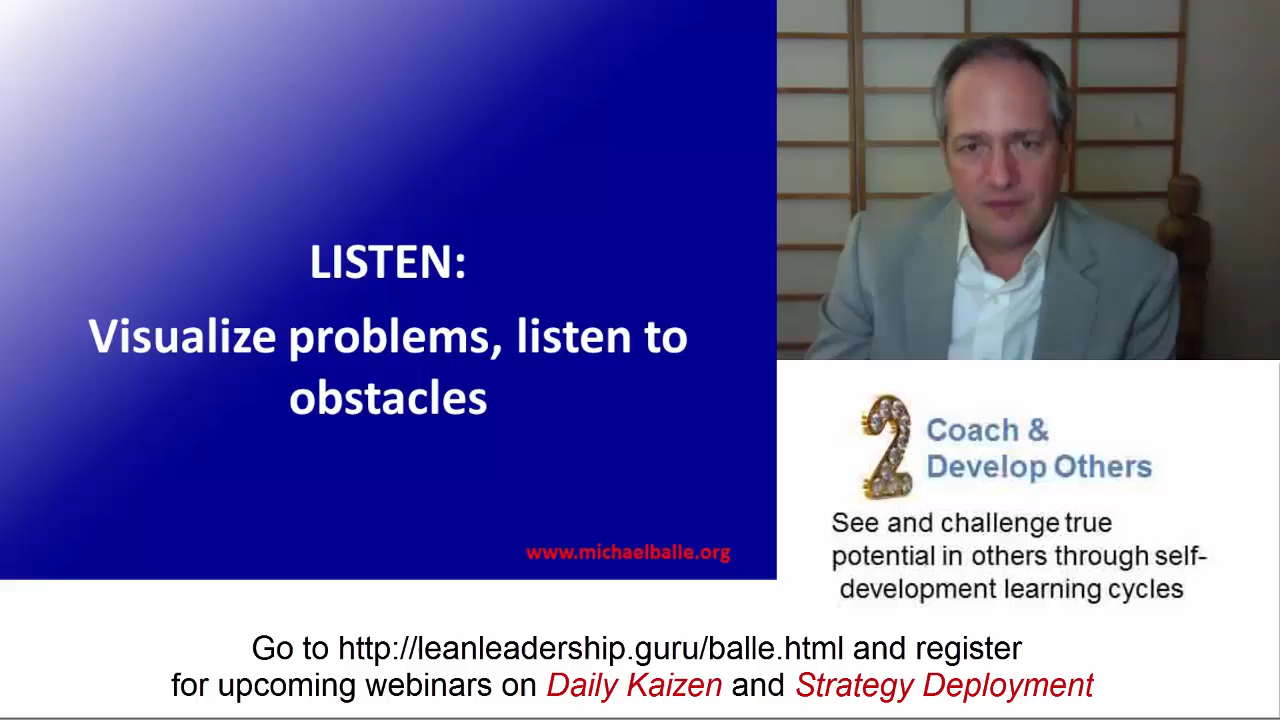 LISTEN:
Visualize problems, listen to
obstacles
www.michaelballe.org
2
Coach &
Develop Others
See and challenge true
potential in others through self-
development learning cycles
Go to http://leanleadership.guru/balle.html and register
for upcoming webinars on Daily Kaizen and Strategy Deployment